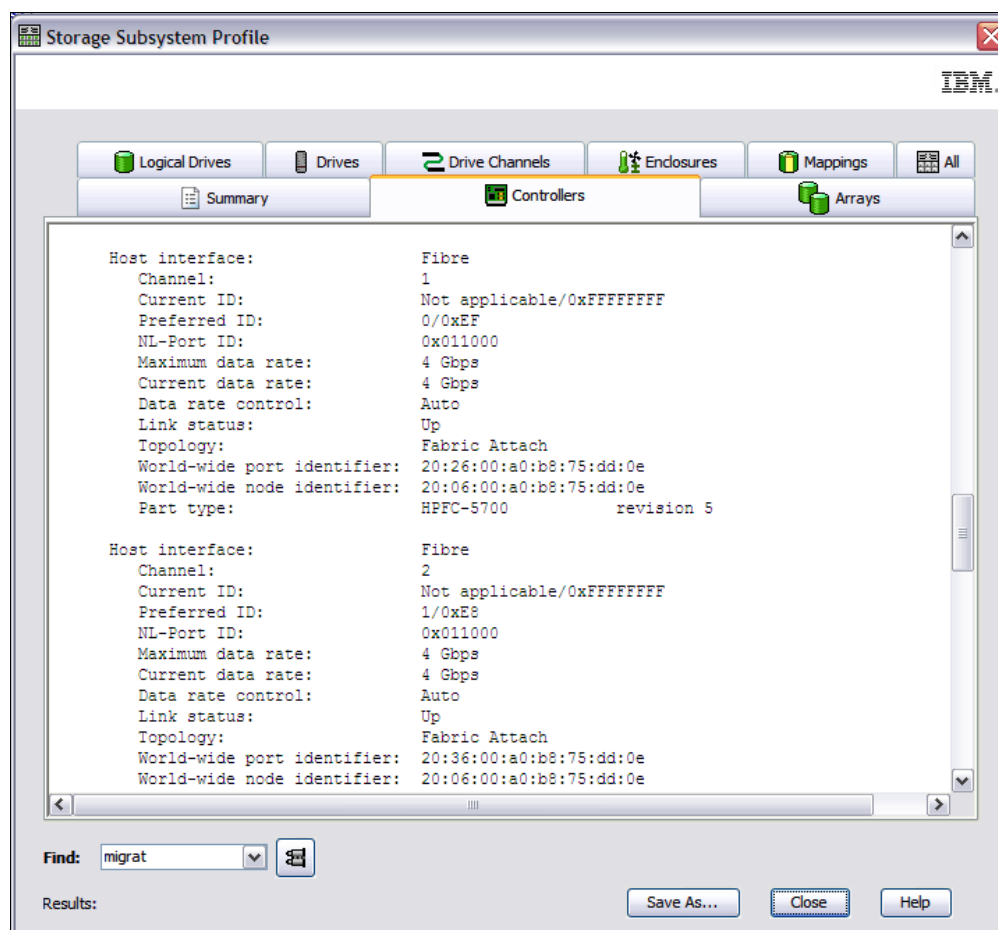 Storage Subsystem Profile
IBM.
Logical Drives Drives Drive Channels Enclosures Mappings All
Summary Controllers Arrays
Host interface: Fibre
Channel: 1
Current ID: Not applicable/0xFFFFFFFF
Preferred ID: 0/0xEF
NL-Port ID: 0x011000
Maximum data rate: 4 Gbps
Current data rate: 4 Gbps
Data rate control: Auto
Link status: Up
Topology: Fabric Attach
World-wide port identifier: 20:26:00:a0:b8:75:dd:0e
World-wide node identifier: 20:06:00:a0:b8:75:dd:0e
Part type: HPFC-5700 revision 5
Host interface: Fibre
Channel: 2
Current ID: Not applicable/0xFFFFFFFF
Preferred ID: 1/0xE8
NL-Port ID: 0x011000
Maximum data rate: 4 Gbps
Current data rate: 4 Gbps
Data rate control: Auto
Link status: Up
Topology: Fabric Attach
World-wide port identifier: 20:36:00:a0:b8:75:dd:0e
World-wide node identifier: 20:06:00:a0:b8:75:dd:0e
Find: migrat
Results: Save As... Close Help